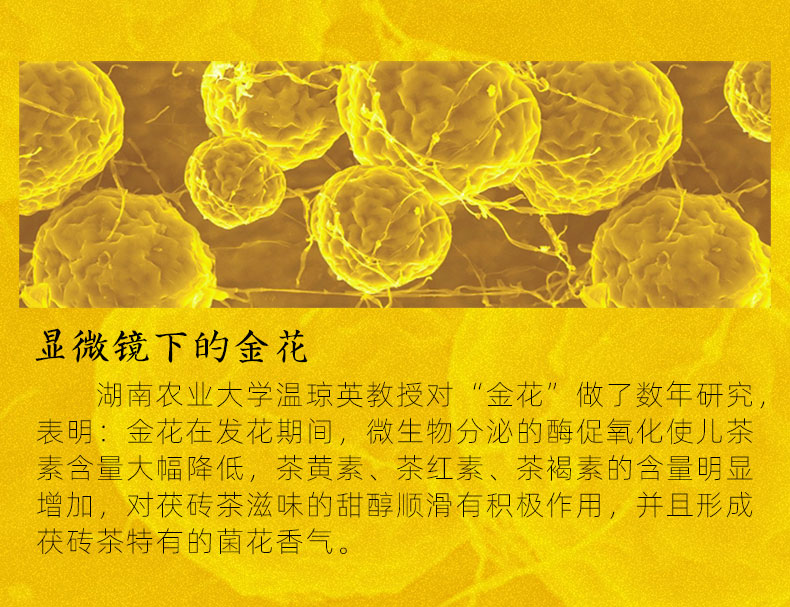 显微镜下的金花
湖南农业大学温琼英教授对“金花”做了数年研究，
表明：金花在发花期间，微生物分泌的酶促氧化使儿茶
素含量大幅降低，茶黄素、茶红素、茶褐素的含量明显
增加，对茯砖茶滋味的甜醇顺滑有积极作用，并且形成
茯砖茶特有的菌花香气。